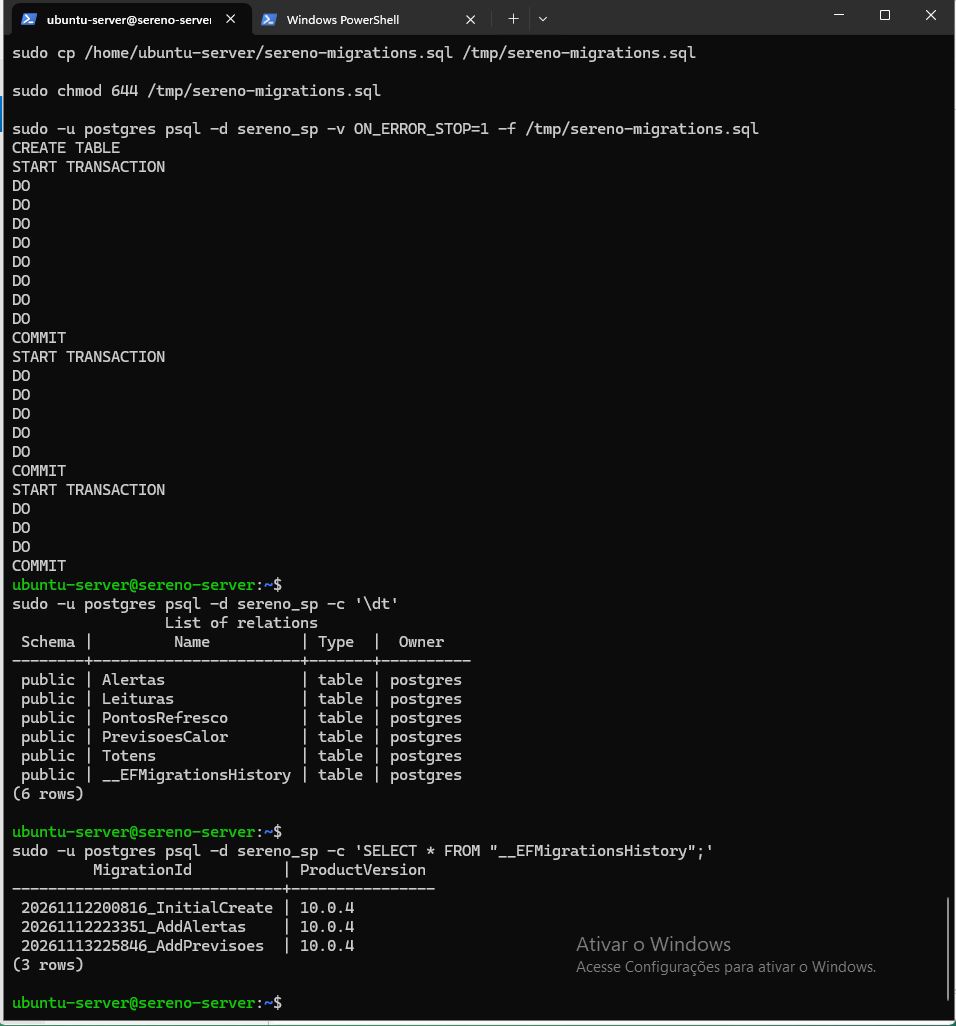 ubuntu-server@sereno-server
Windows PowerShell
sudo cp /home/ubuntu-server/sereno-migrations.sql /tmp/sereno-migrations.sql
sudo chmod 644 /tmp/sereno-migrations.sql
sudo -u postgres psql -d sereno_sp -v ON_ERROR_STOP=1 -f /tmp/sereno-migrations.sql
CREATE TABLE
START TRANSACTION
DO
DO
DO
DO
DO
DO
DO
DO
COMMIT
START TRANSACTION
DO
DO
DO
DO
DO
COMMIT
START TRANSACTION
DO
DO
DO
COMMIT
ubuntu-server@sereno-server:~$
sudo -u postgres psql -d sereno_sp -c '\dt'
List of relations
Schema | Name | Type | Owner
--------+-----------------------+-------+----------
public | Alertas | table | postgres
public | Leituras | table | postgres
public | PontosRefresco | table | postgres
public | PrevisoesCalor | table | postgres
public | Totens | table | postgres
public | __EFMigrationsHistory | table | postgres
(6 rows)
ubuntu-server@sereno-server:~$
sudo -u postgres psql -d sereno_sp -c 'SELECT * FROM "__EFMigrationsHistory";'
MigrationId | ProductVersion
------------------------------+----------------
20261112200816_InitialCreate | 10.0.4
20261112223351_AddAlertas | 10.0.4
20261113225846_AddPrevisoes | 10.0.4
(3 rows)
Ativar o Windows
Acesse Configurações para ativar o Windows.
ubuntu-server@sereno-server:~$